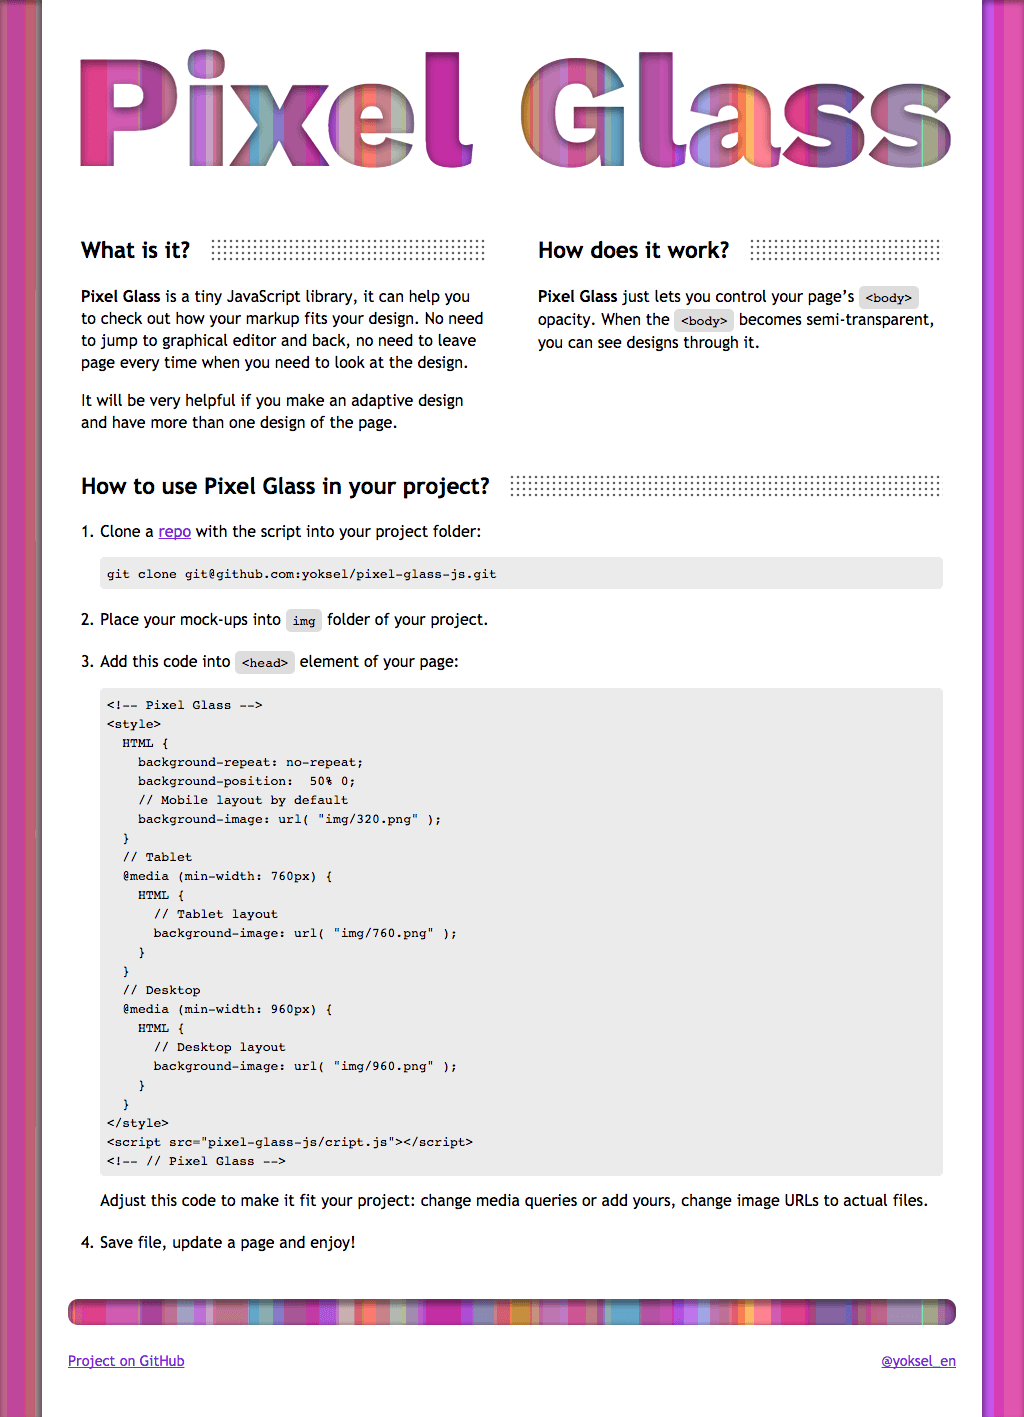 Pixel Glass
What is it?
Pixel Glass is a tiny JavaScript library, it can help you
to check out how your markup fits your design. No need
to jump to graphical editor and back, no need to leave
page every time when you need to look at the design.
It will be very helpful if you make an adaptive design
and have more than one design of the page.
How does it work?
Pixel Glass just lets you control your page’s <body>
opacity. When the <body> becomes semi-transparent,
you can see designs through it.
How to use Pixel Glass in your project?
1. Clone a repo with the script into your project folder:
git clone git@github.com:yoksel/pixel-glass-js.git
2. Place your mock-ups into img folder of your project.
3. Add this code into <head> element of your page:
<!-- Pixel Glass -->
<style>
  HTML {
    background-repeat: no-repeat;
    background-position:  50% 0;
    // Mobile layout by default
    background-image: url( "img/320.png" );
  }
  // Tablet
  @media (min-width: 760px) {
    HTML {
      // Tablet layout
      background-image: url( "img/760.png" );
    }
  }
  // Desktop
  @media (min-width: 960px) {
    HTML {
      // Desktop layout
      background-image: url( "img/960.png" );
    }
  }
</style>
<script src="pixel-glass-js/cript.js"></script>
<!-- // Pixel Glass -->
Adjust this code to make it fit your project: change media queries or add yours, change image URLs to actual files.
4. Save file, update a page and enjoy!
Project on GitHub
@yoksel_en